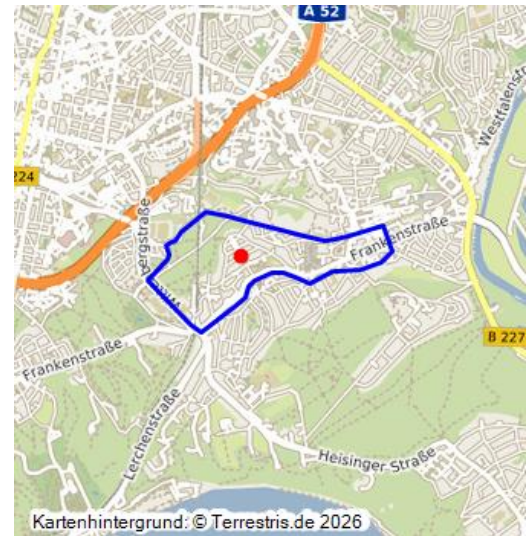 A 52
Westfalenstr
224
bergstraße
Frankenstraße
B 227
Frankenstraße
Lerchenstraße
Heisinger Straße
Kartenhintergrund: © Terrestris.de 2026